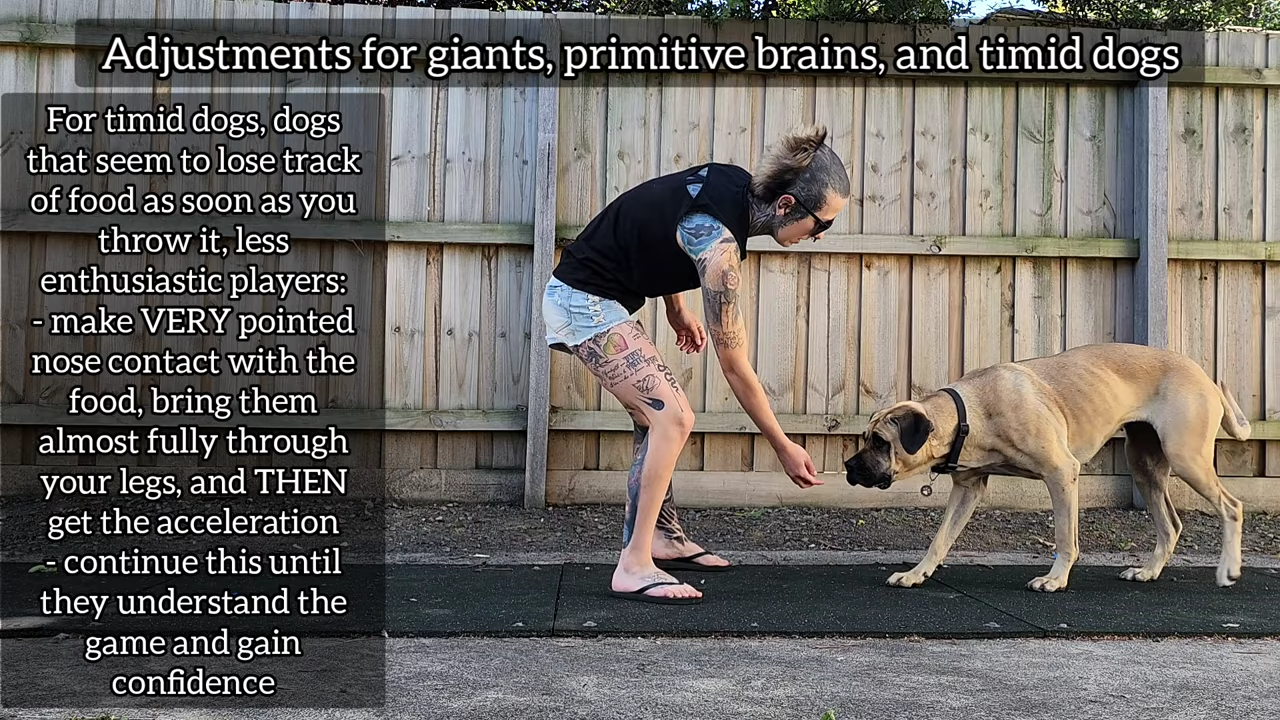 Adjustments for giants, primitive brains, and timid dogs
For timid dogs, dogs
that seem to lose track
of food as soon as you
throw it, less
enthusiastic players:
- make VERY pointed
nose contact with the
food, bring them
almost fully through
your legs, and THEN
get the acceleration
- continue this until
they understand the
game and gain
confidence